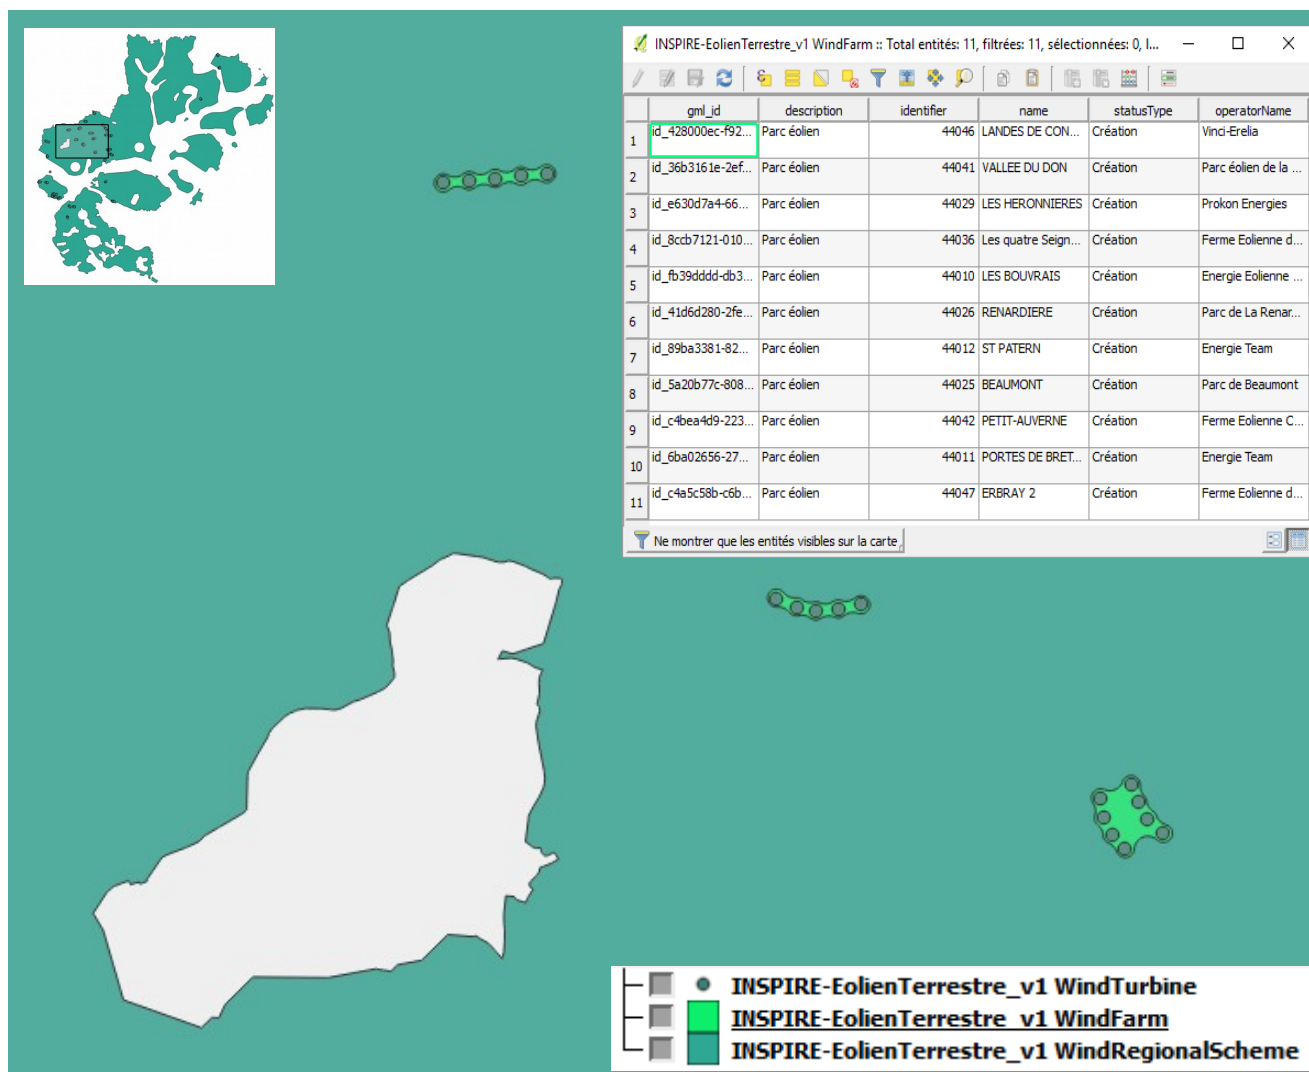 INSPIRE-EolienTerrestre_v1 WindFarm :: Total entités: 11, filtrées: 11, sélectionnées: 0, I...
gml_id description identifier name statusType operatorName
1 id_428000ec-f92... Parc éolien 44046 LANDES DE CON... Création Vinci-Erelia
2 id_36b3161e-2ef... Parc éolien 44041 VALLEE DU DON Création Parc éolien de la ...
3 id_e630d7a4-66... Parc éolien 44029 LES HERONNIERES Création Prokon Energies
4 id_8ccb7121-010... Parc éolien 44036 Les quatre Seign... Création Ferme Eolienne d...
5 id_fb39dddd-db3... Parc éolien 44010 LES BOUVRAIS Création Energie Eolienne ...
6 id_41d6d280-2fe... Parc éolien 44026 RENARDIERE Création Parc de La Renar...
7 id_89ba3381-82... Parc éolien 44012 ST PATERN Création Energie Team
8 id_5a20b77c-808... Parc éolien 44025 BEAUMONT Création Parc de Beaumont
9 id_c4bea4d9-223... Parc éolien 44042 PETIT-AUVERNE Création Ferme Eolienne C...
10 id_6ba02656-27... Parc éolien 44011 PORTES DE BRET... Création Energie Team
11 id_c4a5c58b-c6b... Parc éolien 44047 ERBRAY 2 Création Ferme Eolienne d...
Ne montrer que les entités visibles sur la carte
INSPIRE-EolienTerrestre_v1 WindTurbine
INSPIRE-EolienTerrestre_v1 WindFarm
INSPIRE-EolienTerrestre_v1 WindRegionalScheme